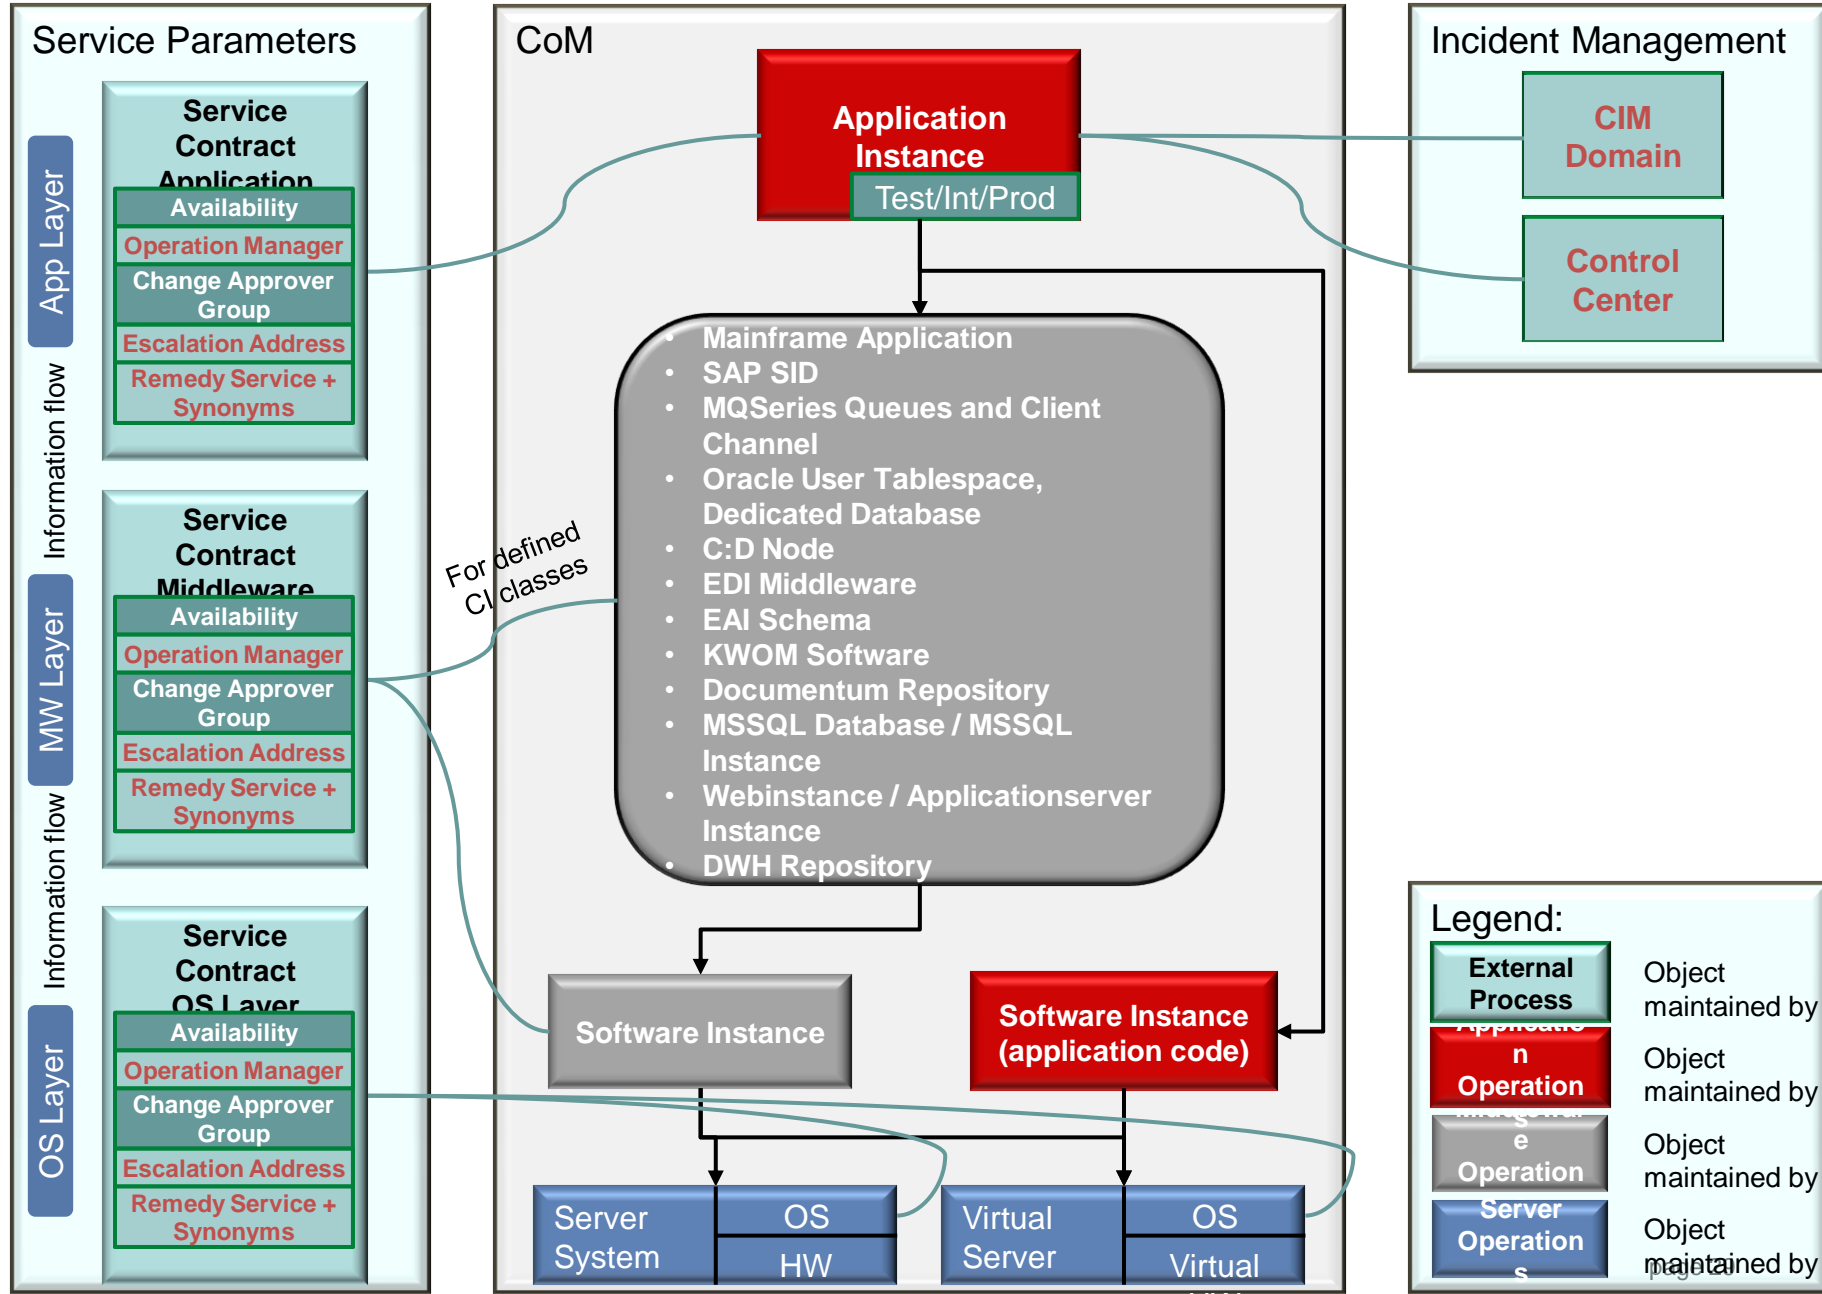 Service Parameters
App Layer
Information flow
MW Layer
Information flow
OS Layer
Service
Contract
Application
Availability
Operation Manager
Change Approver
Group
Escalation Address
Remedy Service +
Synonyms
Service
Contract
Middleware
Availability
Operation Manager
Change Approver
Group
Escalation Address
Remedy Service +
Synonyms
Service
Contract
OS Layer
Availability
Operation Manager
Change Approver
Group
Escalation Address
Remedy Service +
Synonyms
For defined
CI classes
CoM
Application
Instance
Test/Int/Prod
• Mainframe Application
• SAP SID
• MQSeries Queues and Client
Channel
• Oracle User Tablespace,
Dedicated Database
• C:D Node
• EDI Middleware
• EAI Schema
• KWOM Software
• Documentum Repository
• MSSQL Database / MSSQL
Instance
• Webinstance / Applicationserver
Instance
• DWH Repository
Software Instance
Software Instance
(application code)
Server
System
OS
HW
Virtual
Server
OS
Virtual
Incident Management
CIM
Domain
Control
Center
Legend:
External
Process
Object
maintained by
Applicatio
n
Operation
s
Object
maintained by
e
Operation
Object
maintained by
Server
Operation
s
Object
maintained by
page 29